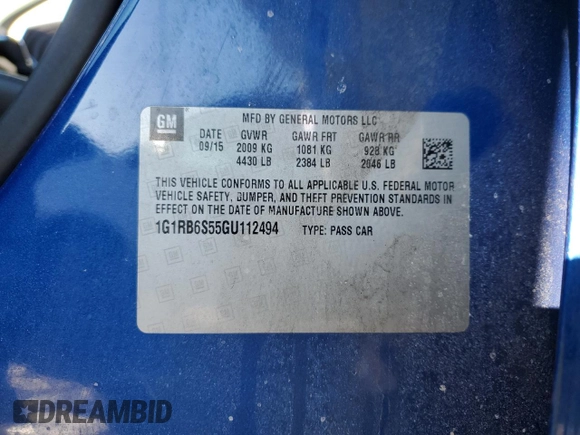 GM
MFD BY GENERAL MOTORS LLC
DATE GVWR GAWR FRT GAWR RR
09/15 2009 KG 1081 KG 928 KG
4430 LB 2384 LB 2046 LB
THIS VEHICLE CONFORMS TO ALL APPLICABLE U.S. FEDERAL MOTOR
VEHICLE SAFETY, BUMPER, AND THEFT PREVENTION STANDARDS IN
EFFECT ON THE DATE OF MANUFACTURE SHOWN ABOVE.
1G1RB6S55GU112494 TYPE: PASS CAR
DREAMBID